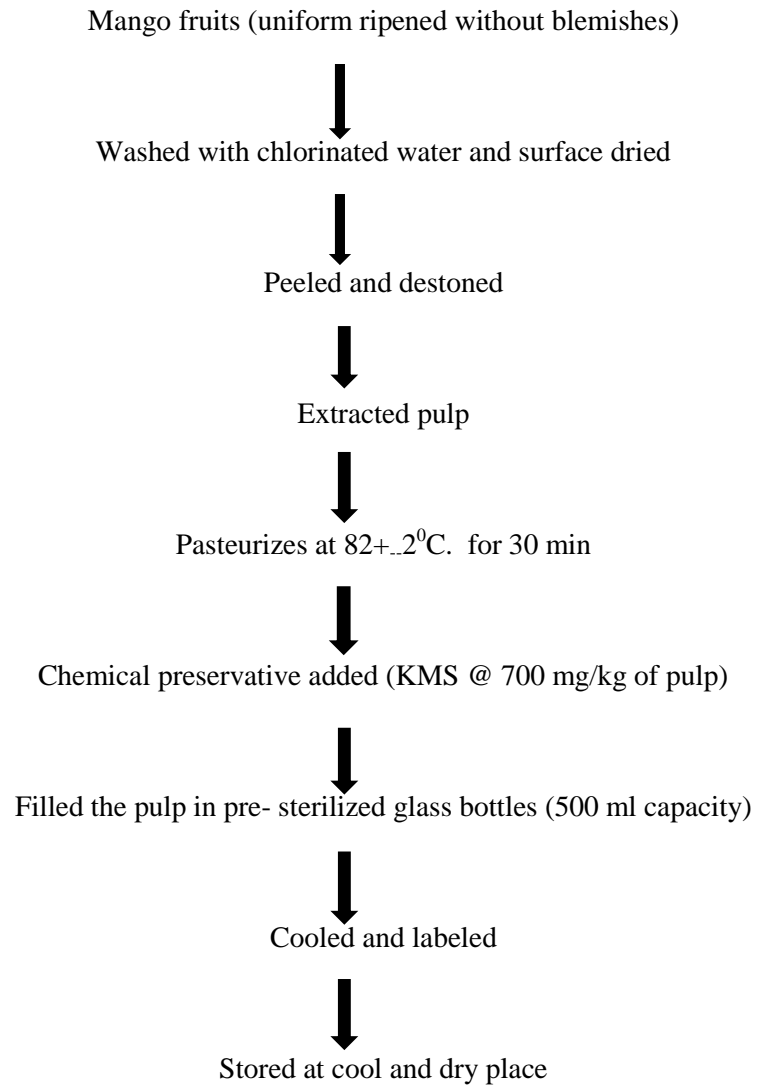 Mango fruits (uniform ripened without blemishes)
Washed with chlorinated water and surface dried
Peeled and destoned
Extracted pulp
Pasteurizes at 82+..2⁰C. for 30 min
Chemical preservative added (KMS @ 700 mg/kg of pulp)
Filled the pulp in pre- sterilized glass bottles (500 ml capacity)
Cooled and labeled
Stored at cool and dry place